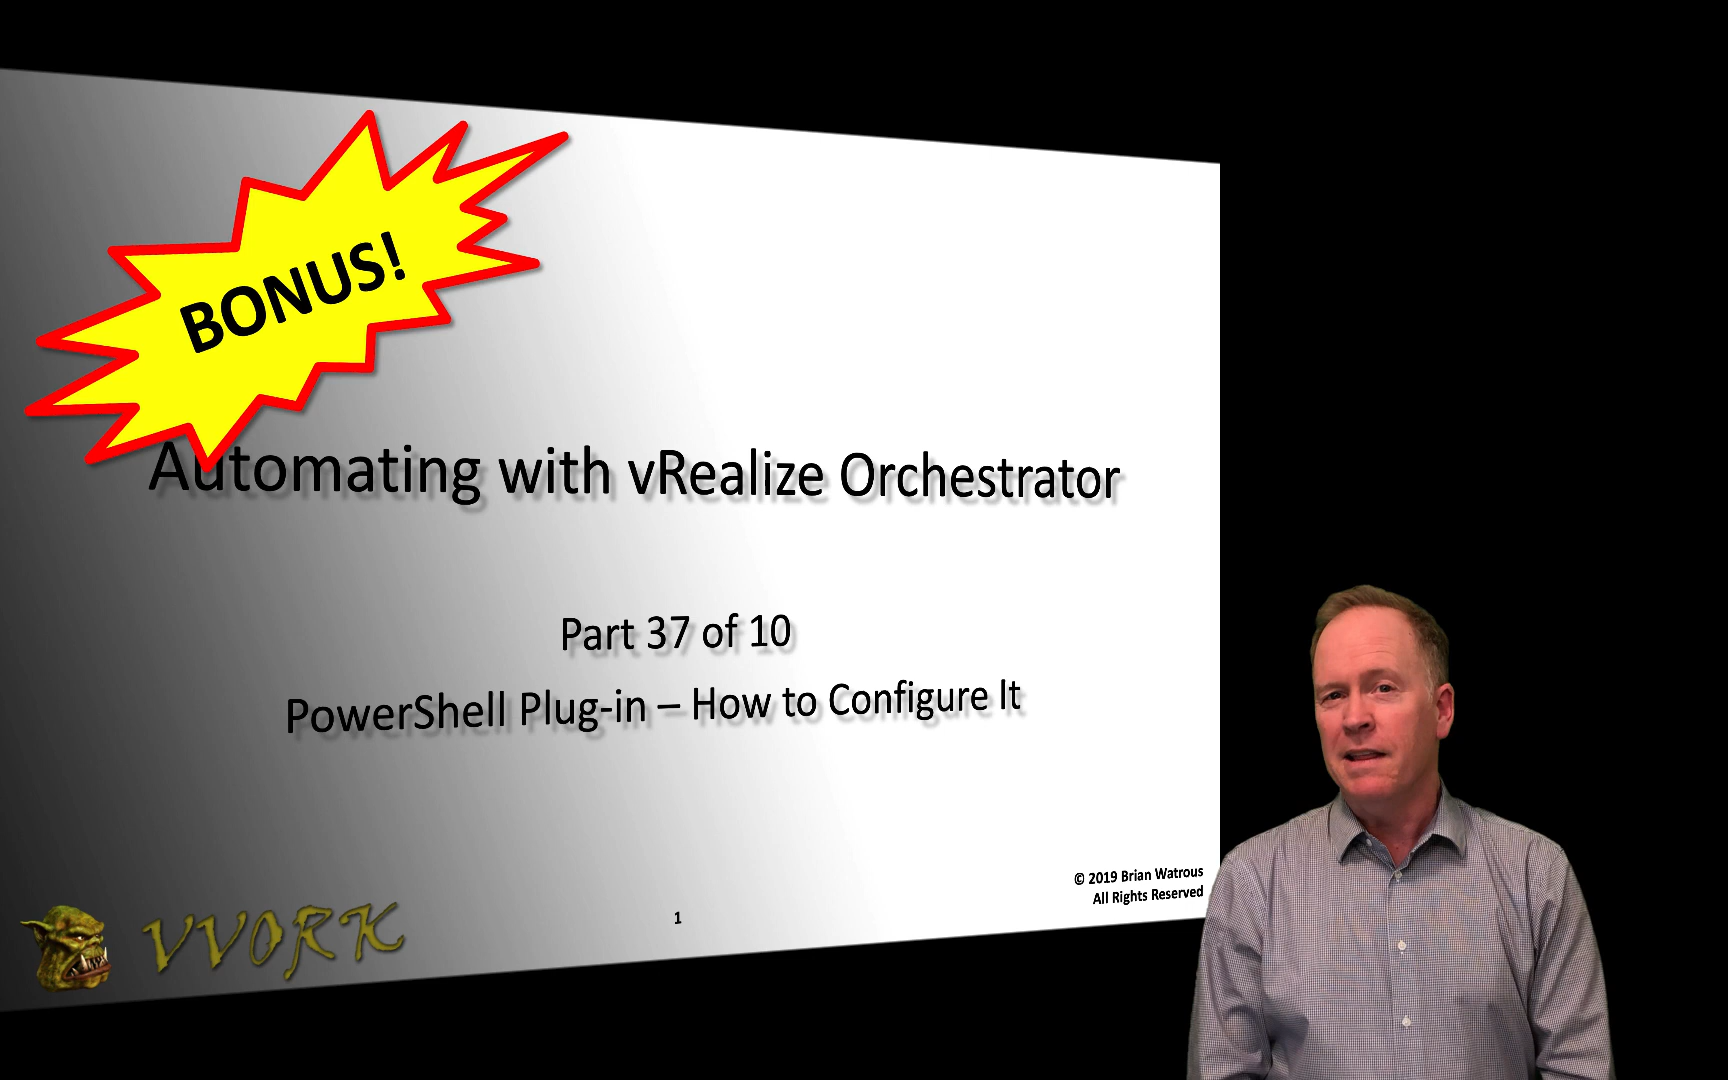 BONUS!
Automating with vRealize Orchestrator
Part 37 of 10
PowerShell Plug-in – How to Configure It
© 2019 Brian Watrous
All Rights Reserved
VVORK
1